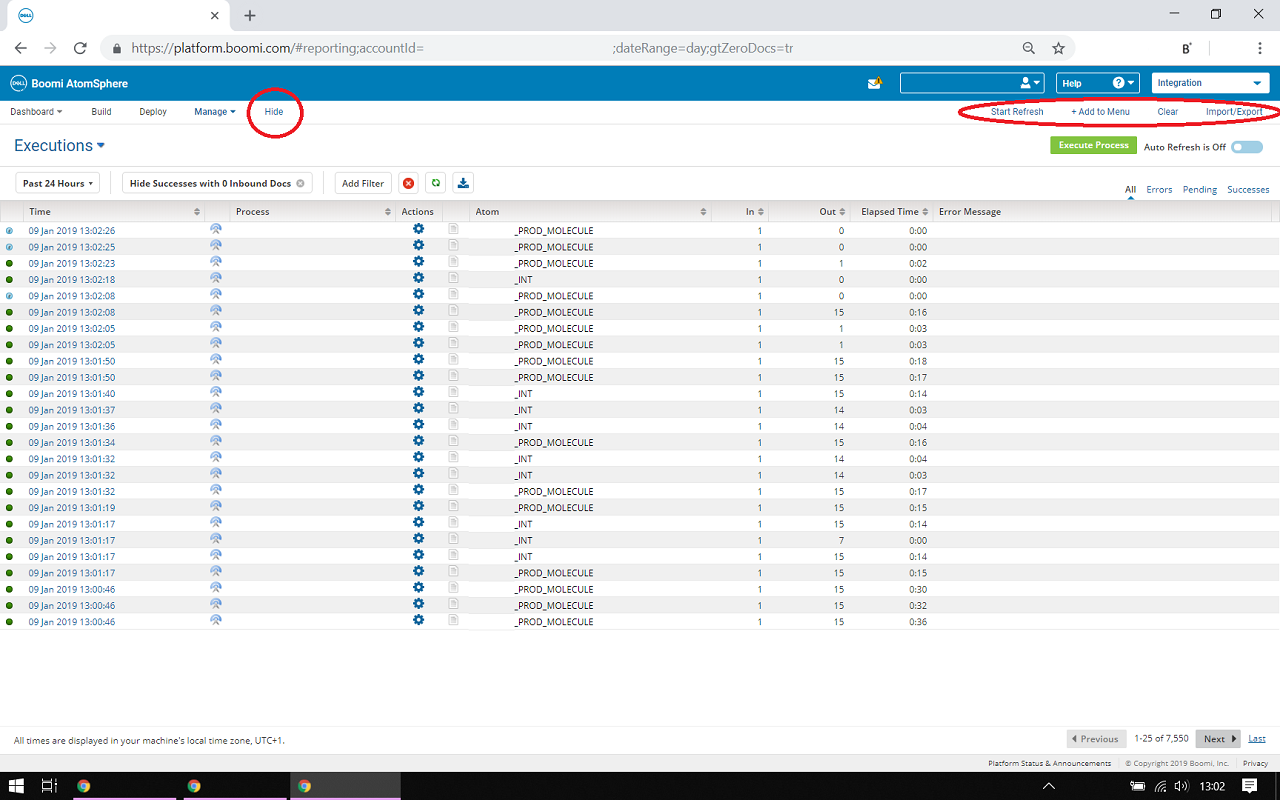 https://platform.boomi.com/#reporting;accountId= ;dateRange=day;gtZeroDocs=tr
DELL Boomi AtomSphere Help Integration
Dashboard Build Deploy Manage Hide Start Refresh + Add to Menu Clear Import/Export
Executions Execute Process Auto Refresh is Off
Past 24 Hours Hide Successes with 0 Inbound Docs Add Filter All Errors Pending Successes
Time Process Actions Atom In Out Elapsed Time Error Message
09 Jan 2019 13:02:26 _PROD_MOLECULE 1 0 0:00
09 Jan 2019 13:02:25 _PROD_MOLECULE 1 0 0:00
09 Jan 2019 13:02:23 _PROD_MOLECULE 1 1 0:02
09 Jan 2019 13:02:18 _INT 1 0 0:00
09 Jan 2019 13:02:08 _PROD_MOLECULE 1 0 0:00
09 Jan 2019 13:02:08 _PROD_MOLECULE 1 15 0:16
09 Jan 2019 13:02:05 _PROD_MOLECULE 1 1 0:03
09 Jan 2019 13:02:05 _PROD_MOLECULE 1 1 0:03
09 Jan 2019 13:01:50 _PROD_MOLECULE 1 15 0:18
09 Jan 2019 13:01:50 _PROD_MOLECULE 1 15 0:17
09 Jan 2019 13:01:40 _INT 1 15 0:14
09 Jan 2019 13:01:37 _INT 1 14 0:03
09 Jan 2019 13:01:36 _INT 1 14 0:04
09 Jan 2019 13:01:34 _PROD_MOLECULE 1 15 0:16
09 Jan 2019 13:01:32 _INT 1 14 0:04
09 Jan 2019 13:01:32 _INT 1 14 0:03
09 Jan 2019 13:01:32 _PROD_MOLECULE 1 15 0:17
09 Jan 2019 13:01:19 _PROD_MOLECULE 1 15 0:15
09 Jan 2019 13:01:17 _INT 1 15 0:14
09 Jan 2019 13:01:17 _INT 1 7 0:00
09 Jan 2019 13:01:17 _INT 1 15 0:14
09 Jan 2019 13:01:17 _PROD_MOLECULE 1 15 0:15
09 Jan 2019 13:00:46 _PROD_MOLECULE 1 15 0:30
09 Jan 2019 13:00:46 _PROD_MOLECULE 1 15 0:32
09 Jan 2019 13:00:46 _PROD_MOLECULE 1 15 0:36
All times are displayed in your machine's local time zone, UTC+1. Previous 1-25 of 7,550 Next Last
Platform Status & Announcements © Copyright 2019 Boomi, Inc. Privacy
13:02